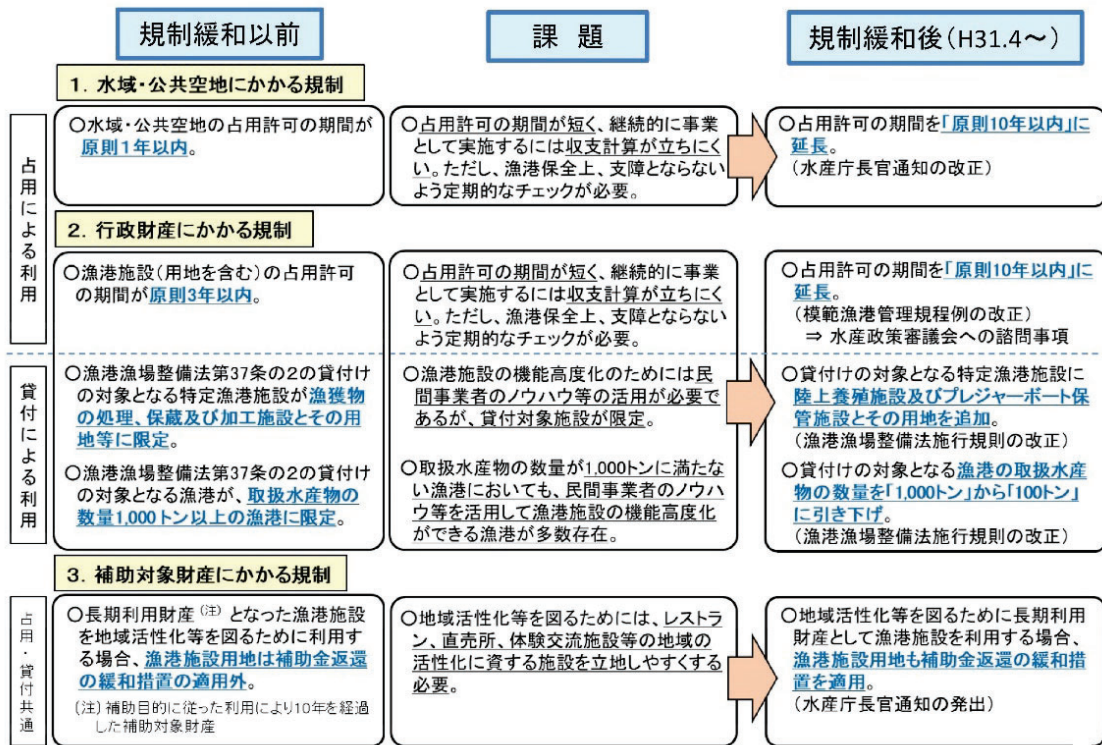 規制緩和以前
課 題
規制緩和後(H31.4～)
占用による利用
1. 水域・公共空地にかかる規制
○水域・公共空地の占用許可の期間が
原則1年以内。
○占用許可の期間が短く、継続的に事業
として実施するには収支計算が立ちにく
い。ただし、漁港保全上、支障とならない
よう定期的なチェックが必要。
○占用許可の期間を「原則10年以内」に
延長。
(水産庁長官通知の改正)
2. 行政財産にかかる規制
○漁港施設(用地を含む)の占用許可
の期間が原則3年以内。
○占用許可の期間が短く、継続的に事業
として実施するには収支計算が立ちにく
い。ただし、漁港保全上、支障とならない
よう定期的なチェックが必要。
○占用許可の期間を「原則10年以内」に
延長。
(模範漁港管理規程例の改正)
⇒ 水産政策審議会への諮問事項
貸付による利用
○漁港漁場整備法第37条の2の貸付け
の対象となる特定漁港施設が漁獲物
の処理、保蔵及び加工施設とその用
地等に限定。
○漁港漁場整備法第37条の2の貸付け
の対象となる漁港が、取扱水産物の
数量1,000トン以上の漁港に限定。
○漁港施設の機能高度化のためには民
間事業者のノウハウ等の活用が必要で
あるが、貸付対象施設が限定。
○取扱水産物の数量が1,000トンに満たな
い漁港においても、民間事業者のノウハ
ウ等を活用して漁港施設の機能高度化
ができる漁港が多数存在。
○貸付けの対象となる特定漁港施設に
陸上養殖施設及びプレジャーボート保
管施設とその用地を追加。
(漁港漁場整備法施行規則の改正)
○貸付けの対象となる漁港の取扱水産
物の数量を「1,000トン」から「100トン」
に引き下げ。
(漁港漁場整備法施行規則の改正)
3. 補助対象財産にかかる規制
占用・貸付共通
○長期利用財産(注)となった漁港施設
を地域活性化等を図るために利用す
る場合、漁港施設用地は補助金返還
の緩和措置の適用外。
(注)補助目的に従った利用により10年を経過
した補助対象財産
○地域活性化等を図るためには、レストラ
ン、直売所、体験交流施設等の地域の
活性化に資する施設を立地しやすくする
必要。
○地域活性化等を図るために長期利用
財産として漁港施設を利用する場合、
漁港施設用地も補助金返還の緩和措
置を適用。
(水産庁長官通知の発出)